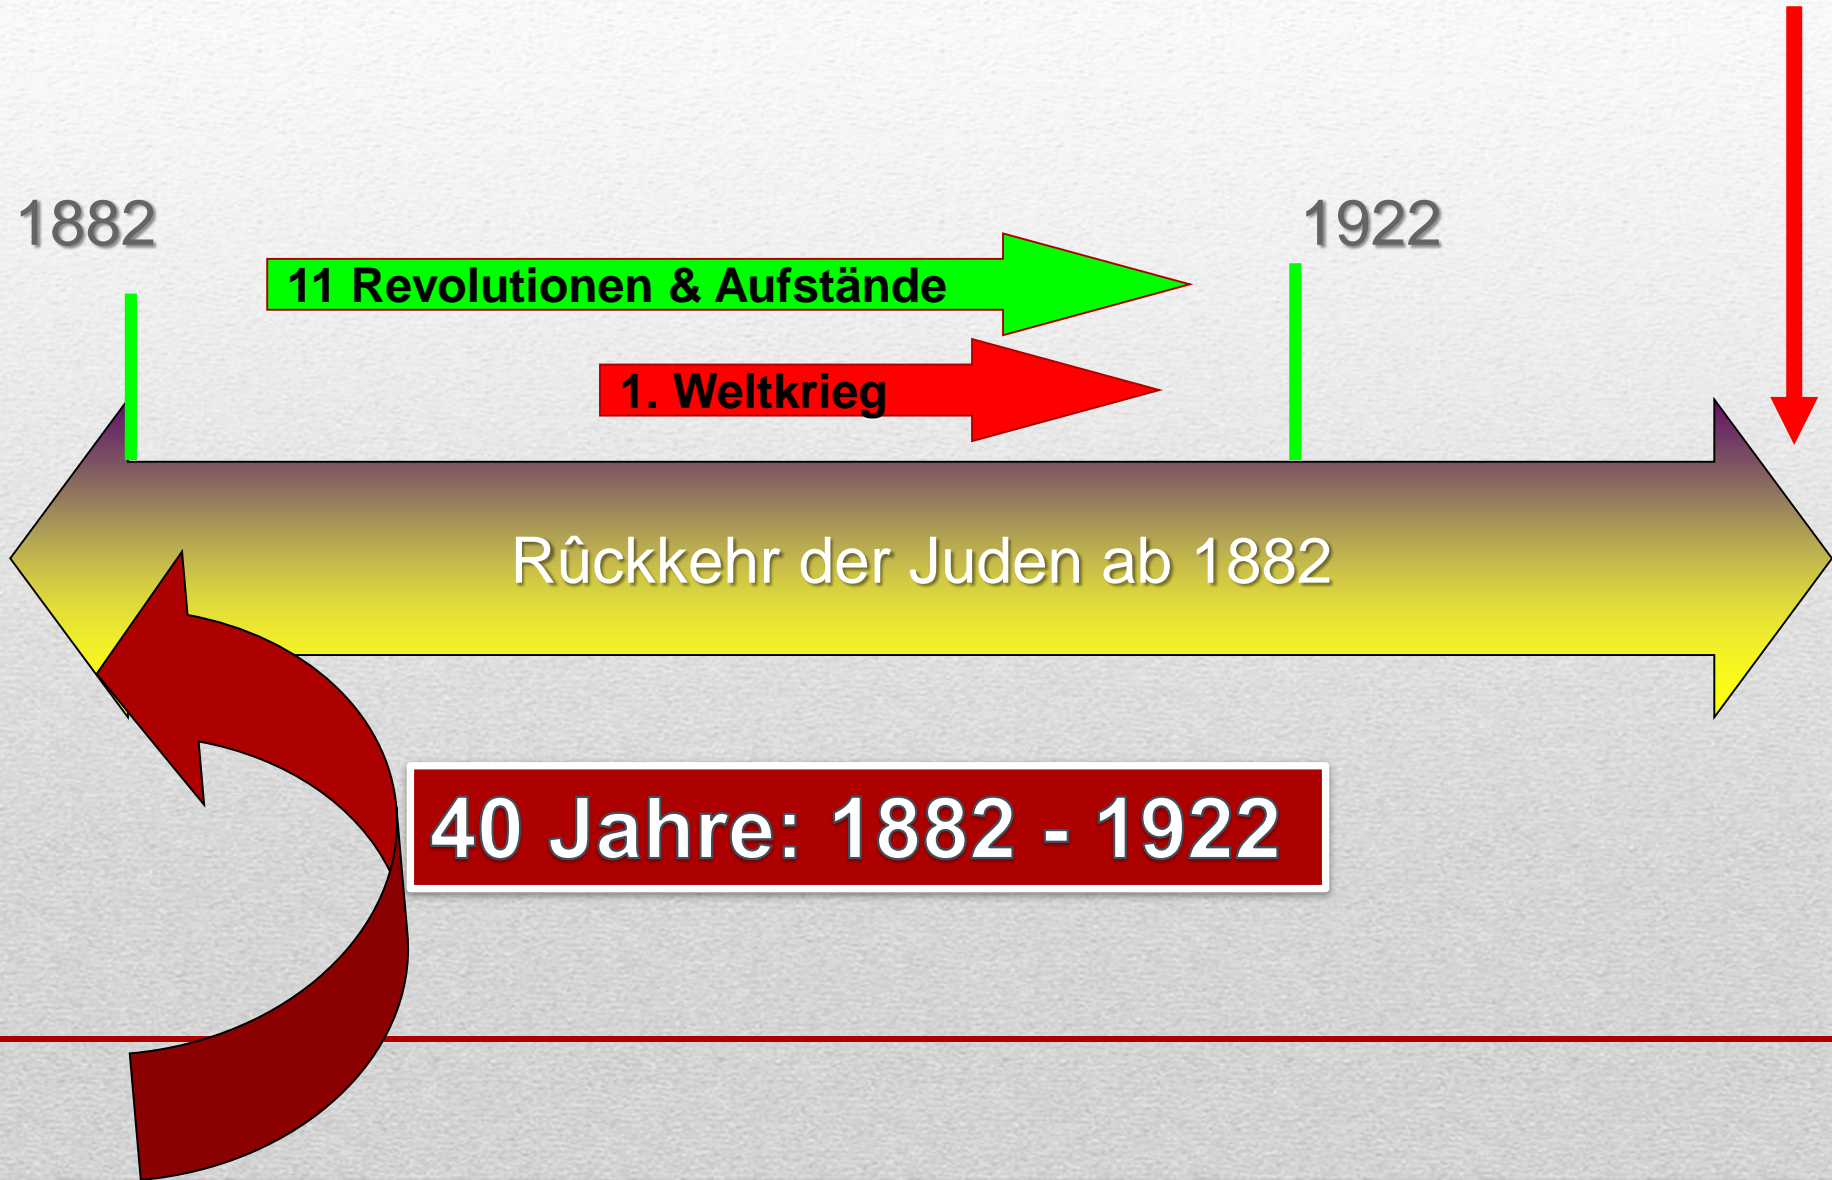 1882
1922
11 Revolutionen & Aufstände
1. Weltkrieg
Rûckkehr der Juden ab 1882
40 Jahre: 1882 - 1922